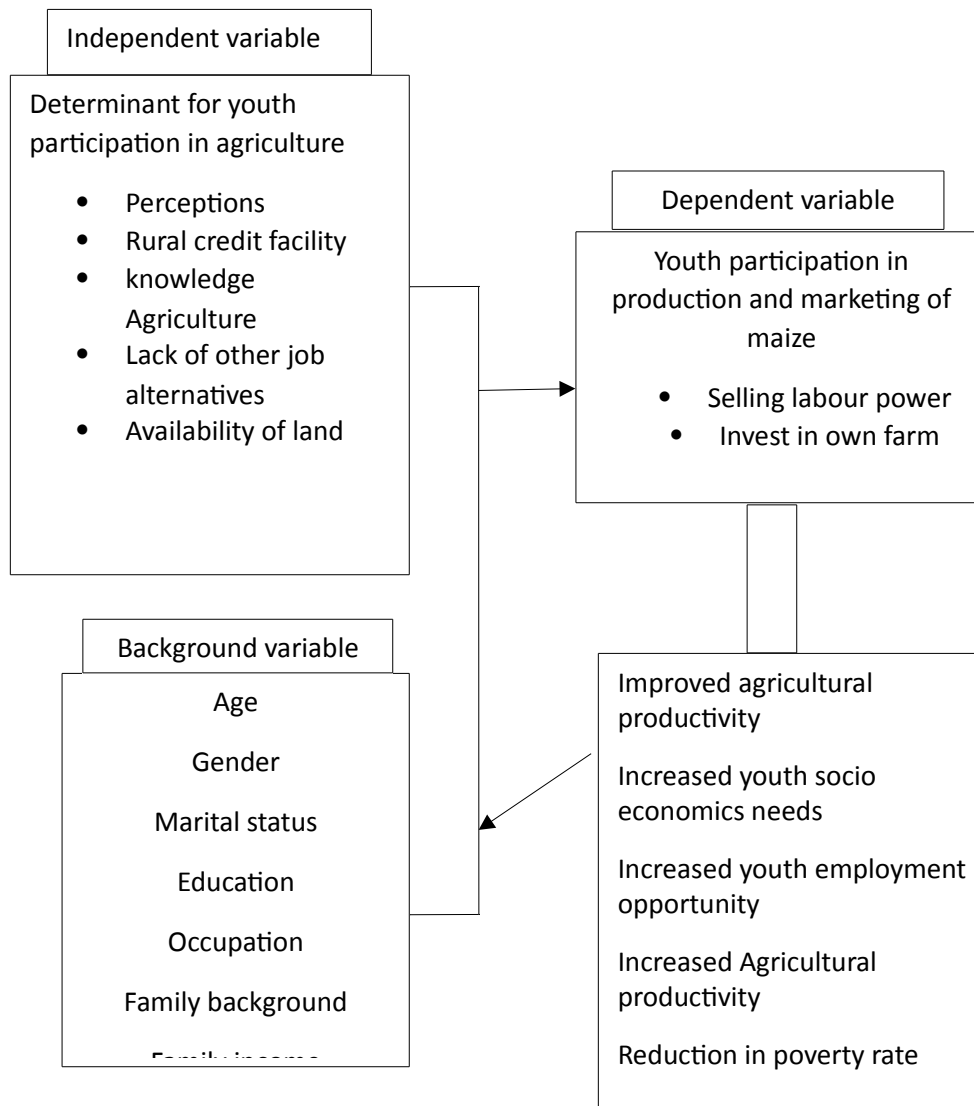 Independent variable
Determinant for youth
participation in agriculture
• Perceptions
• Rural credit facility
• knowledge
Agriculture
• Lack of other job
alternatives
• Availability of land
Dependent variable
Youth participation in
production and marketing of
maize
• Selling labour power
• Invest in own farm
Background variable
Age
Gender
Marital status
Education
Occupation
Family background
Family income
Improved agricultural
productivity
Increased youth socio
economics needs
Increased youth employment
opportunity
Increased Agricultural
productivity
Reduction in poverty rate